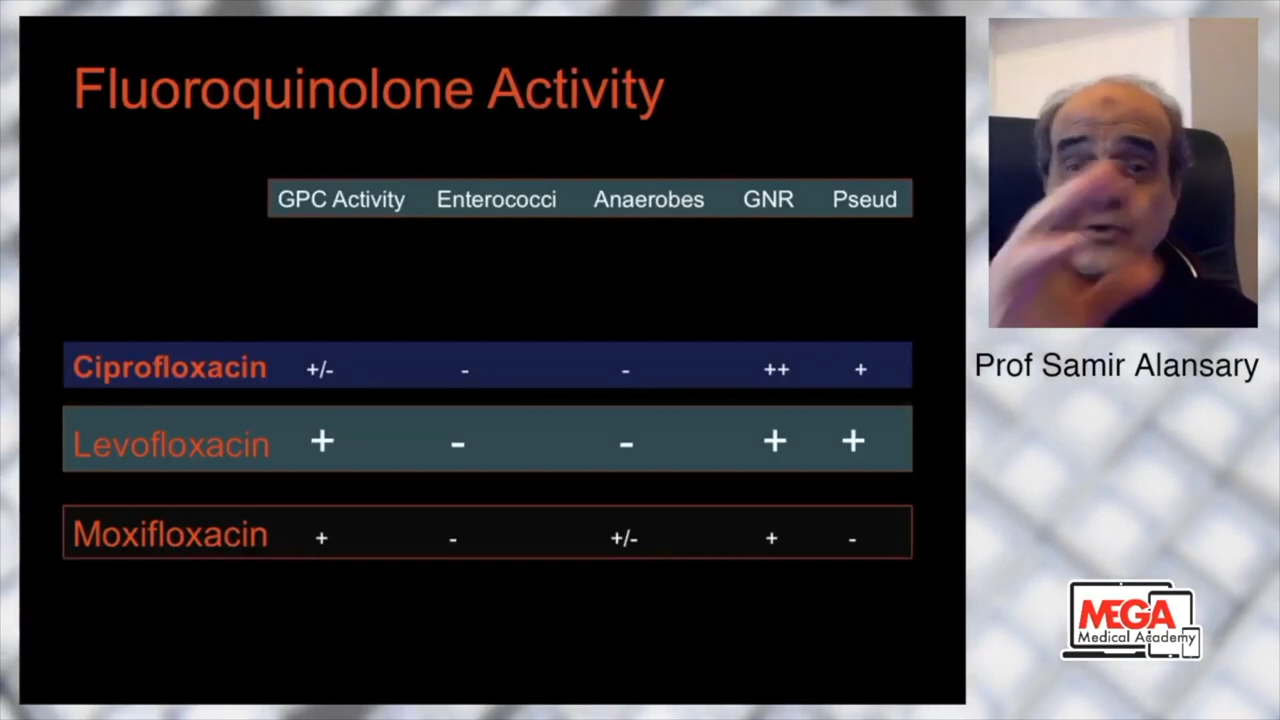 Fluoroquinolone Activity
GPC Activity Enterococci Anaerobes GNR Pseud
Ciprofloxacin +/- - - ++ +
Levofloxacin + - - + +
Moxifloxacin + - +/- + -
Prof Samir Alansary
MEGA
Medical Academy